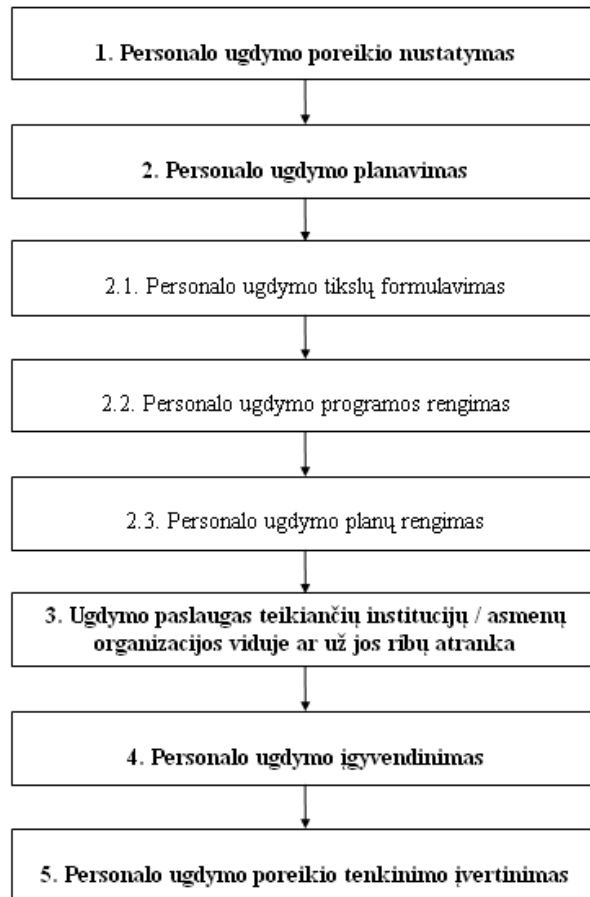 1. Personalo ugdymo poreikio nustatymas
2. Personalo ugdymo planavimas
2.1. Personalo ugdymo tikslų formulavimas
2.2. Personalo ugdymo programos rengimas
2.3. Personalo ugdymo planų rengimas
3. Ugdymo paslaugas teikiančių institucijų / asmenų
organizacijos viduje ar už jos ribų atranka
4. Personalo ugdymo įgyvendinimas
5. Personalo ugdymo poreikio tenkinimo įvertinimas